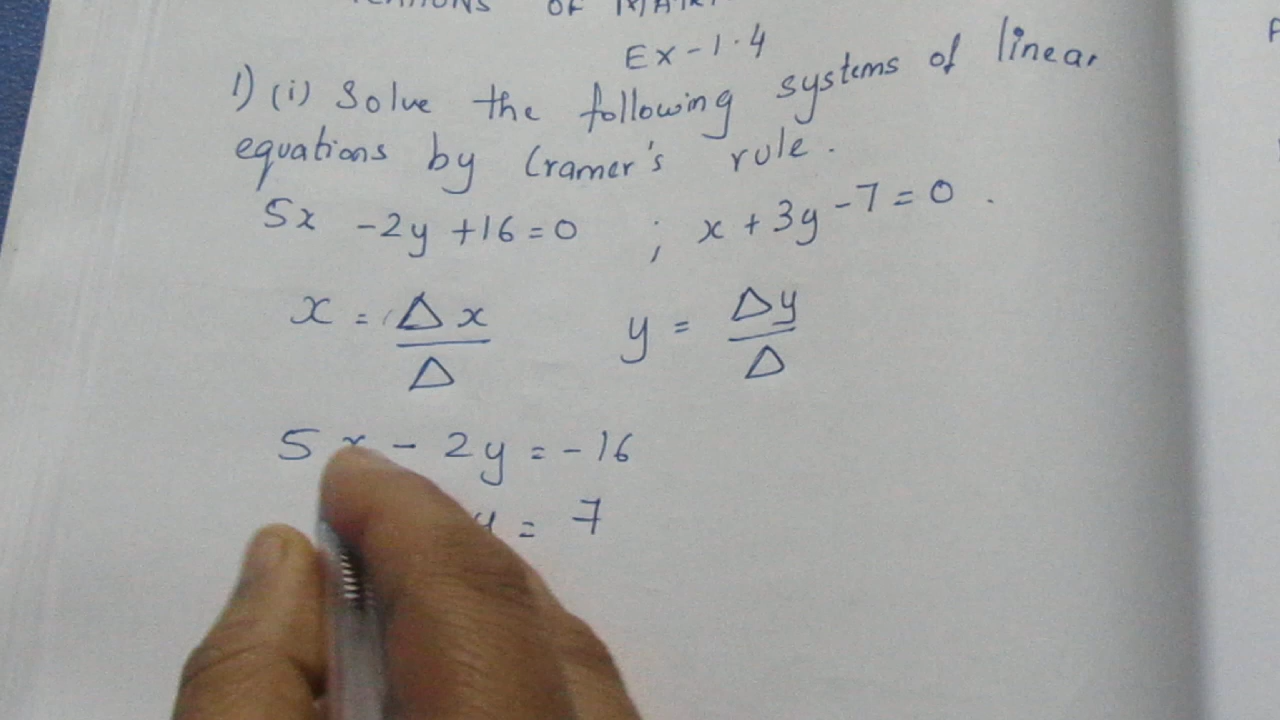 OF
Ex-1.4
1) (i) Solve the following systems of linear
equations by Cramer's rule.
5x -2y +16=0 ; x + 3y -7=0 .
x = Δx/Δ y = Δy/Δ
5x - 2y = -16
y = 7